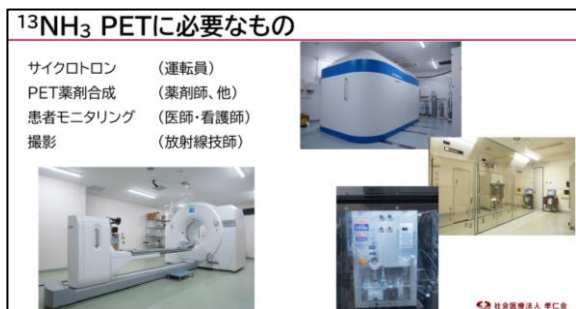 ¹³NH₃ PETに必要なもの
サイクロトロン （運転員）
PET薬剤合成 （薬剤師、他）
患者モニタリング （医師・看護師）
撮影 （放射線技師）
社会医療法人 孝仁会